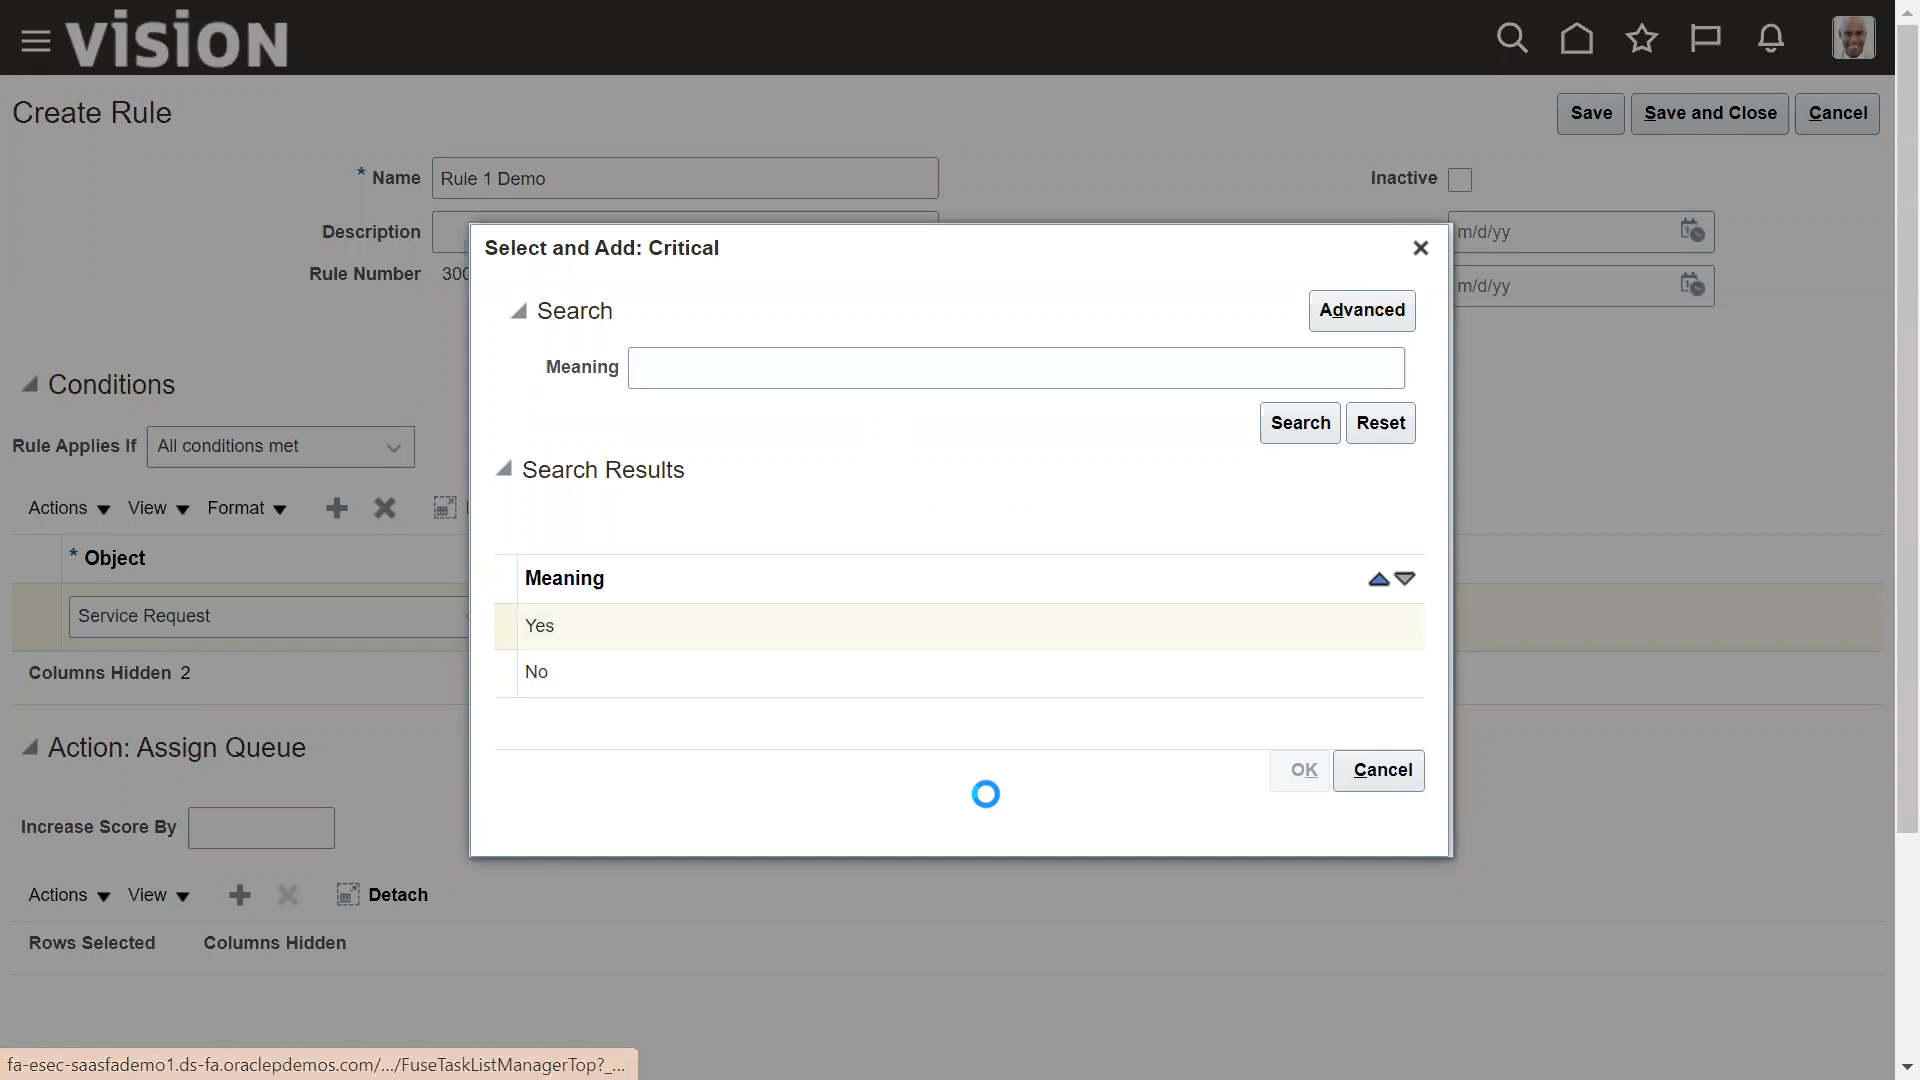 vision
Create Rule
Save
Save and Close
Cancel
* Name
Rule 1 Demo
Inactive
Description
m/d/yy
Rule Number
300
m/d/yy
Select and Add: Critical
Search
Advanced
Meaning
Search
Reset
Search Results
Meaning
Yes
No
OK
Cancel
Conditions
Rule Applies If
All conditions met
Actions
View
Format
* Object
Service Request
Columns Hidden 2
Action: Assign Queue
Increase Score By
Actions
View
Detach
Rows Selected
Columns Hidden
fa-esec-saasfademo1.ds-fa.oraclepdemos.com/.../FuseTaskListManagerTop?_...